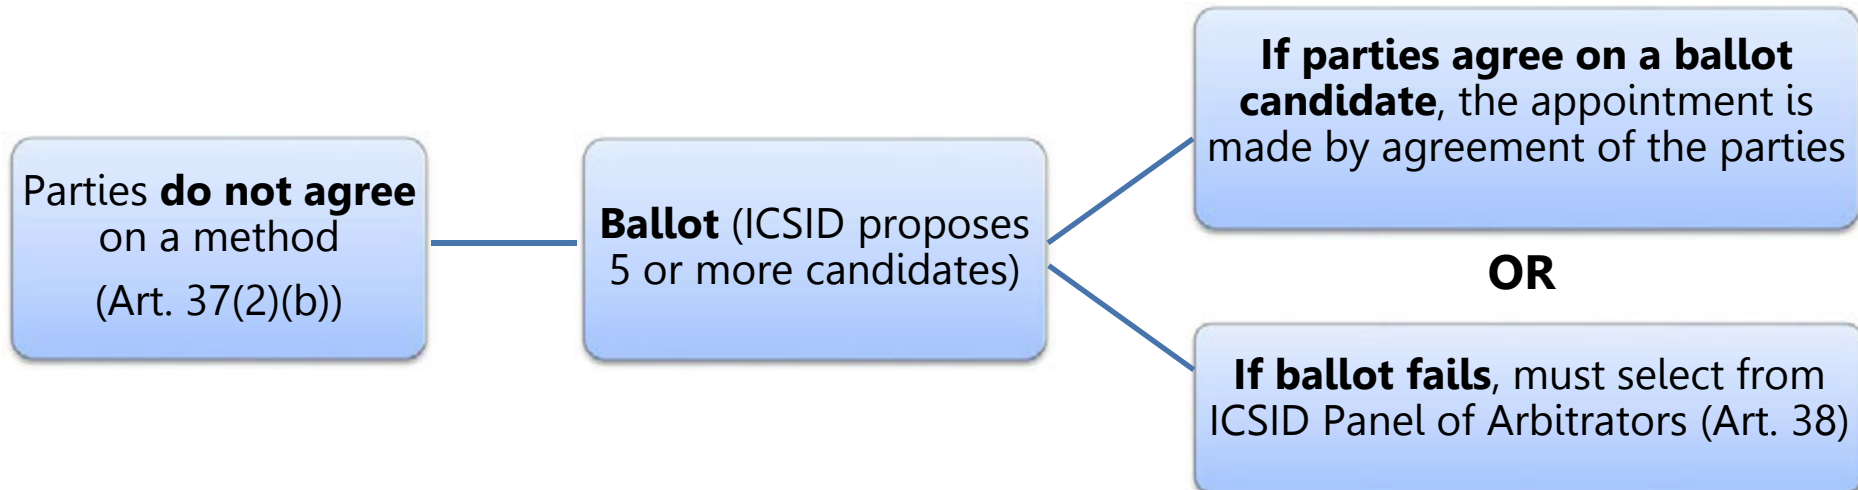 Parties do not agree
on a method
(Art. 37(2)(b))
Ballot (ICSID proposes
5 or more candidates)
If parties agree on a ballot
candidate, the appointment is
made by agreement of the parties
OR
If ballot fails, must select from
ICSID Panel of Arbitrators (Art. 38)